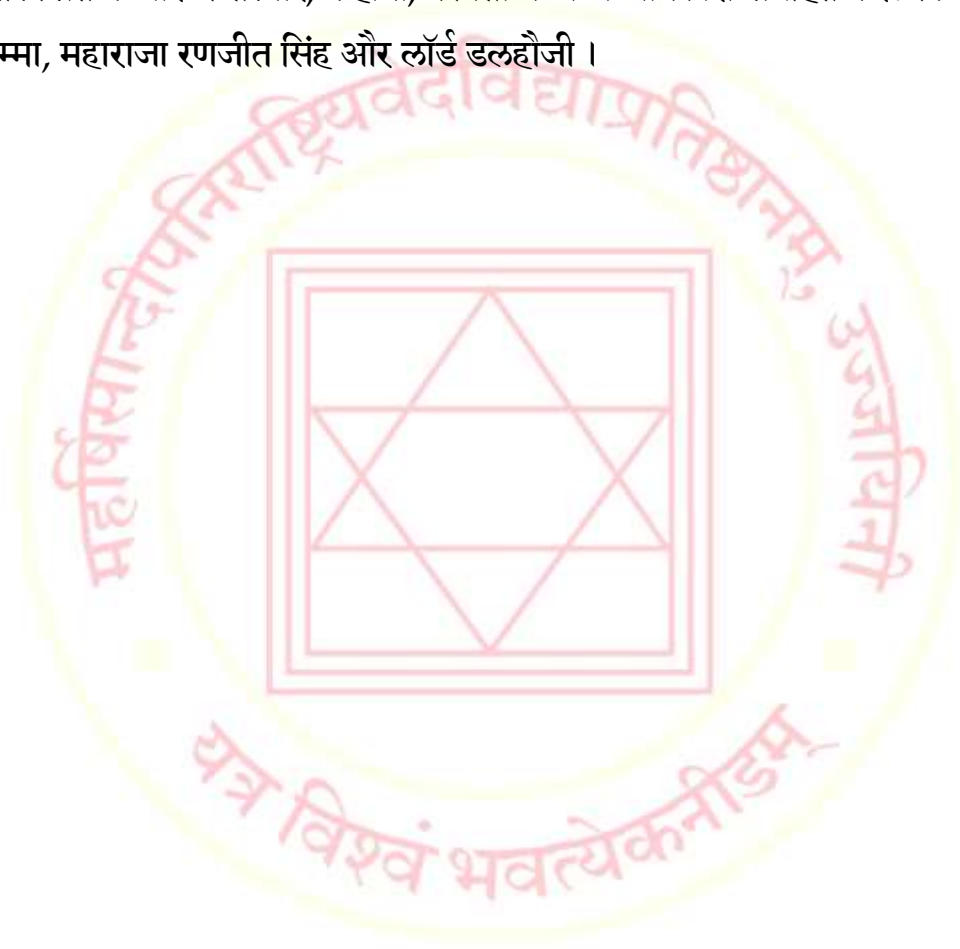 म्मा, महाराजा रणजीत सिंह और लॉर्ड डलहौजी ।
महर्षिसान्दीपनिराष्ट्रियवेदविद्याप्रतिष्ठानम्, उज्जयिनी
यत्र विश्वं भवत्येकनीडम्